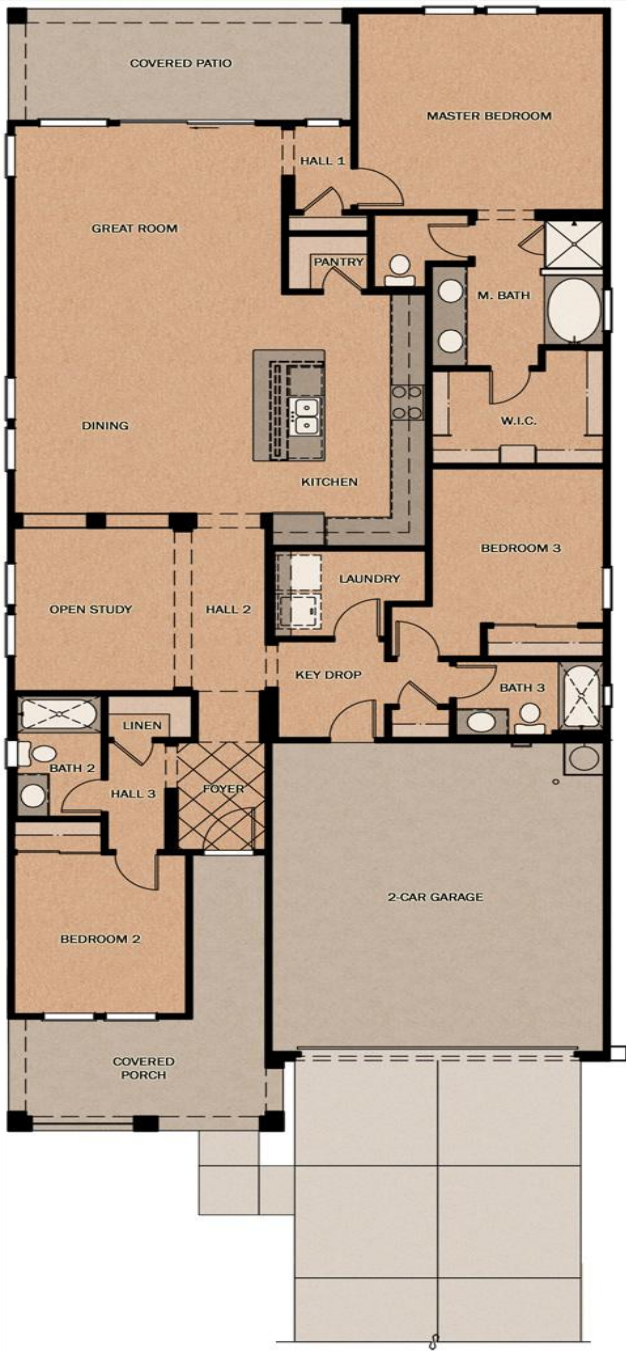 COVERED PATIO
MASTER BEDROOM
HALL 1
GREAT ROOM
PANTRY
M. BATH
DINING
W.I.C.
KITCHEN
BEDROOM 3
LAUNDRY
OPEN STUDY
HALL 2
KEY DROP
BATH 3
LINEN
BATH 2
FOYER
HALL 3
2-CAR GARAGE
BEDROOM 2
COVERED
PORCH